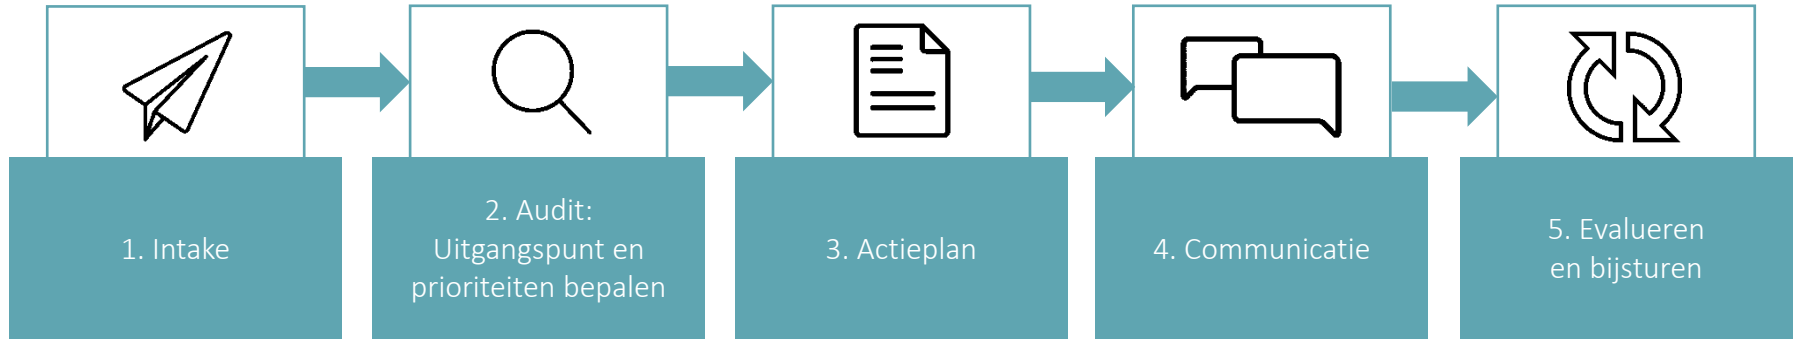 1. Intake
2. Audit:
Uitgangspunt en
prioriteiten bepalen
3. Actieplan
4. Communicatie
5. Evalueren
en bijsturen